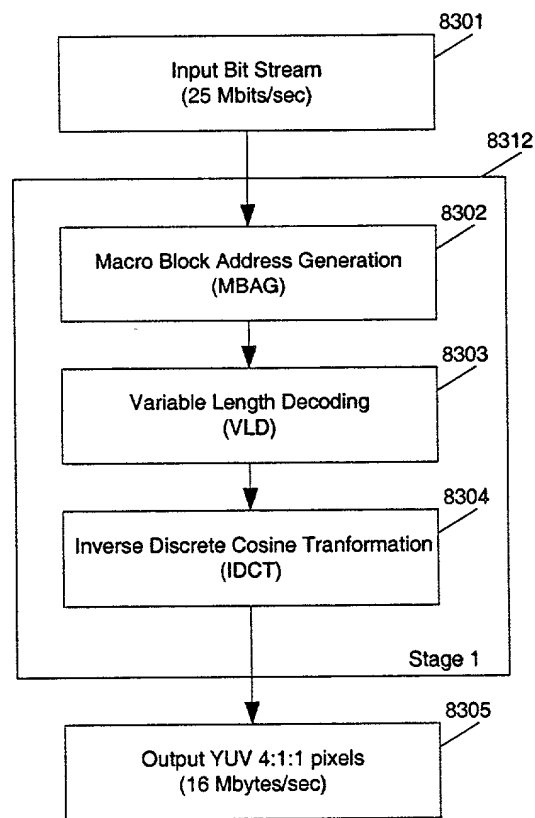 8301
Input Bit Stream
(25 Mbits/sec)
8312
8302
Macro Block Address Generation
(MBAG)
8303
Variable Length Decoding
(VLD)
8304
Inverse Discrete Cosine Tranformation
(IDCT)
Stage 1
8305
Output YUV 4:1:1 pixels
(16 Mbytes/sec)